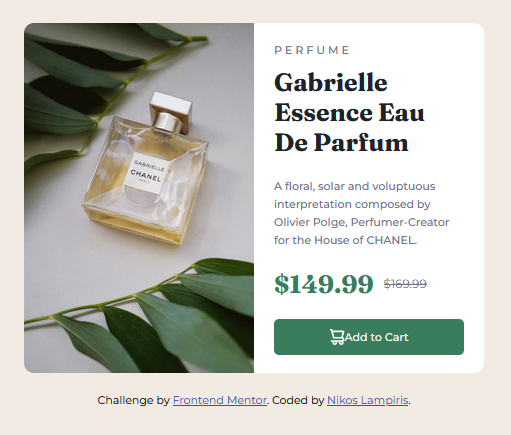 GABRIELLE
CHANEL
PARIS
PERFUME
Gabrielle
Essence Eau
De Parfum
A floral, solar and voluptuous
interpretation composed by
Olivier Polge, Perfumer-Creator
for the House of CHANEL.
$149.99 $169.99
Add to Cart
Challenge by Frontend Mentor. Coded by Nikos Lampiris.